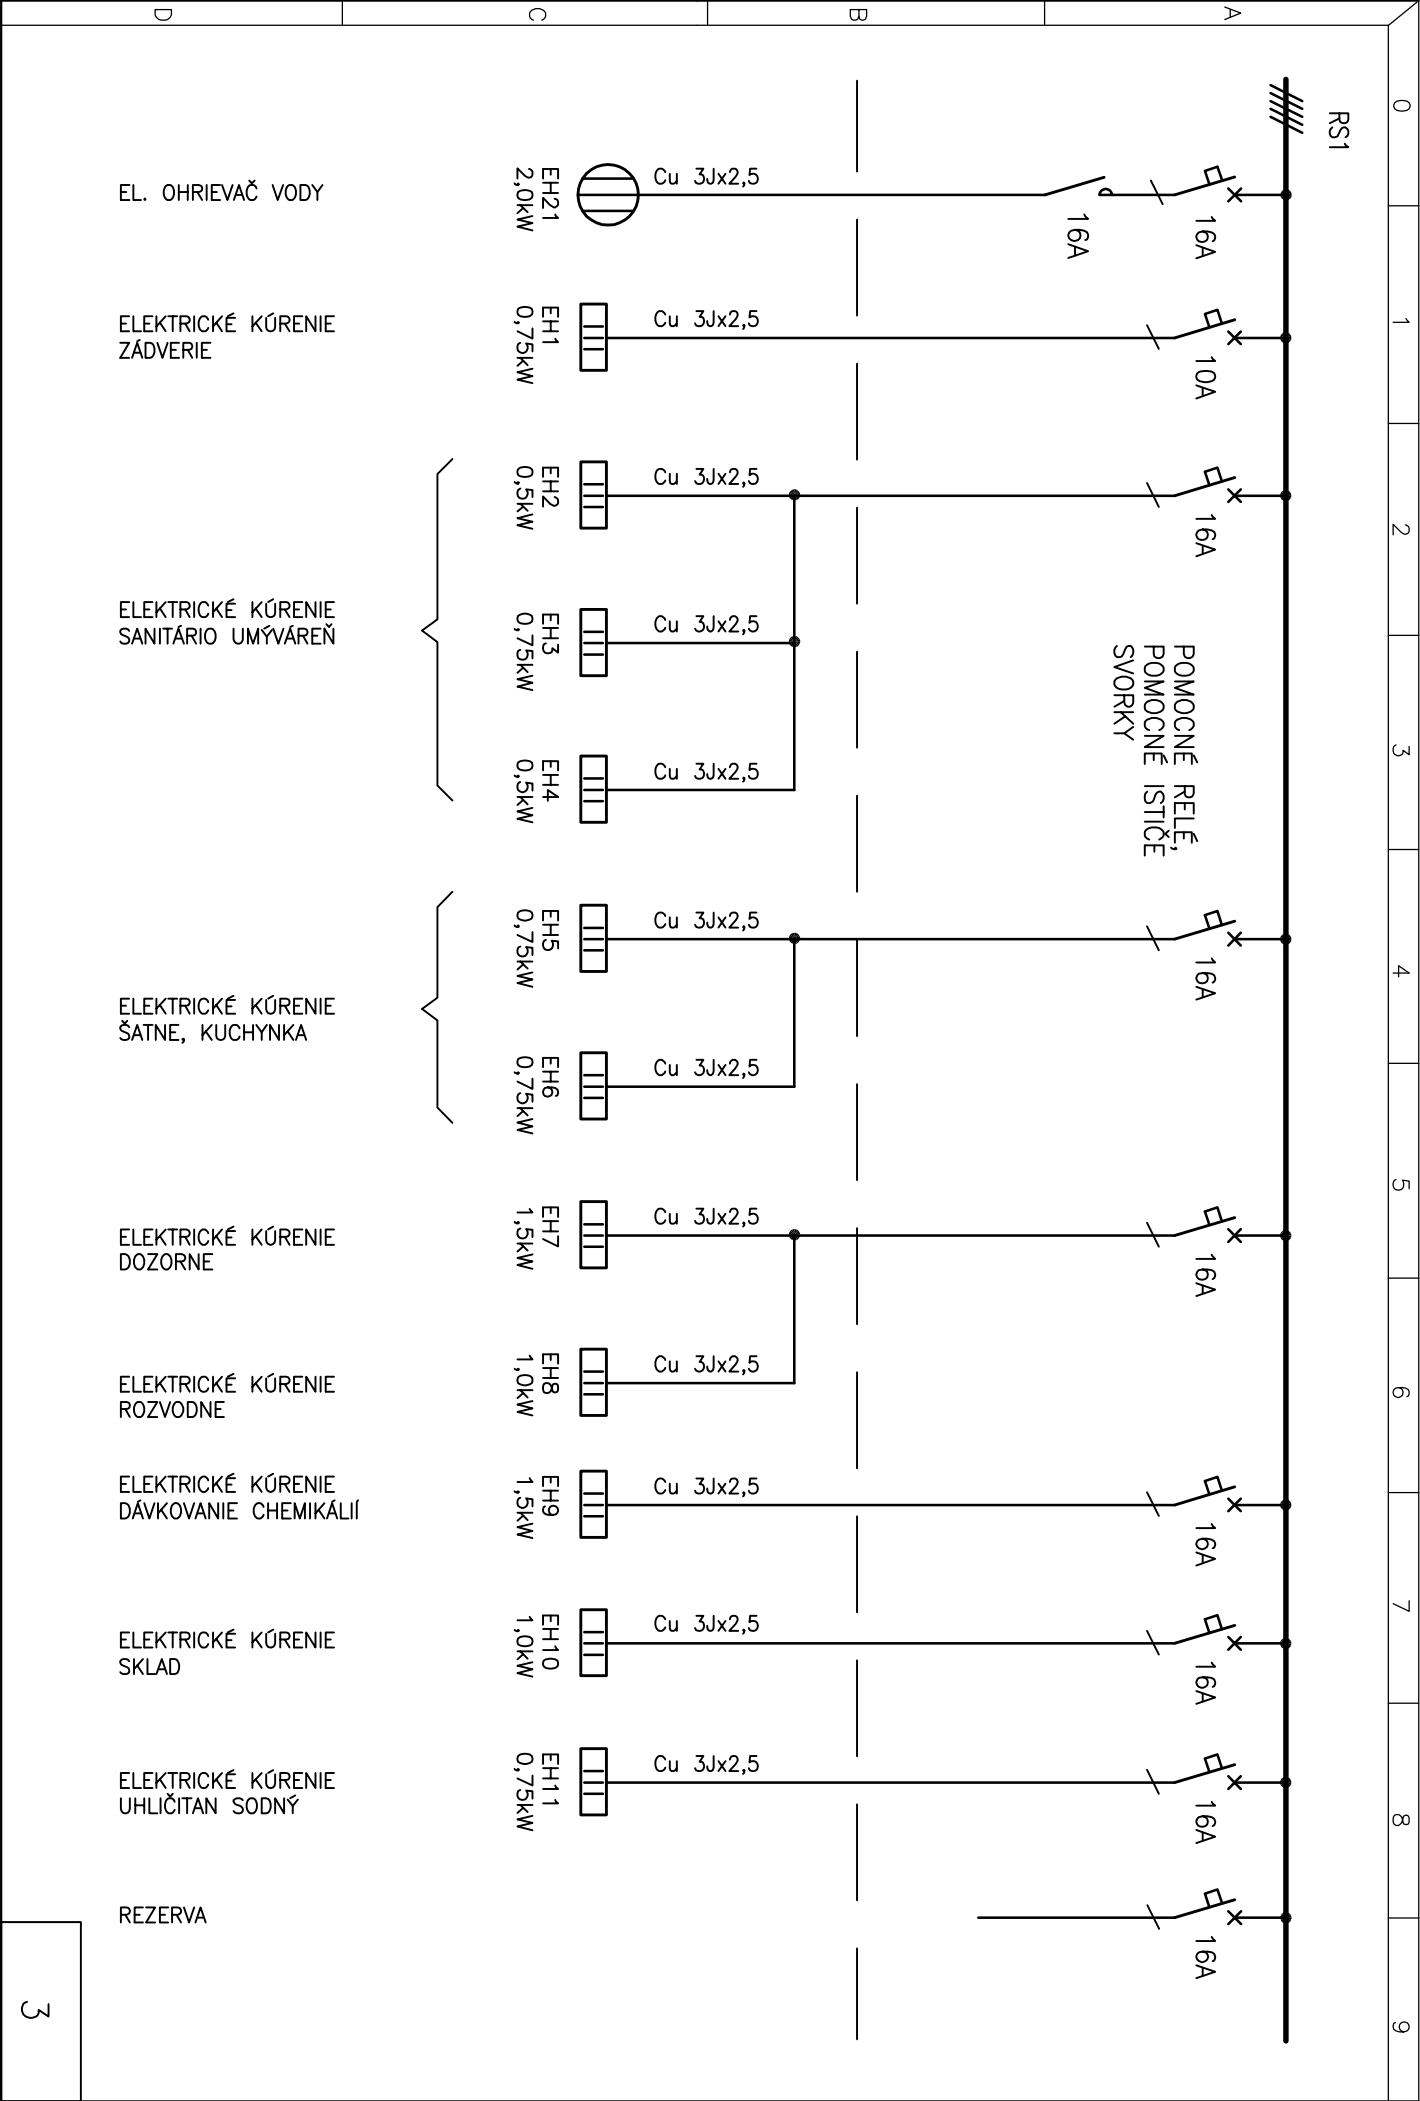 D
C
B
A
0
1
2
3
4
5
6
7
8
9
RS1
EL. OHRIEVAČ VODY
EH21
2,0kW
Cu 3Jx2,5
16A
16A
ELEKTRICKÉ KÚRENIE
ZÁDVERIE
EH1
0,75kW
Cu 3Jx2,5
10A
ELEKTRICKÉ KÚRENIE
SANITÁRIO UMÝVÁREŇ
EH2
0,5kW
Cu 3Jx2,5
16A
EH3
0,75kW
Cu 3Jx2,5
EH4
0,5kW
Cu 3Jx2,5
POMOCNÉ RELÉ,
POMOCNÉ ISTIČE
SVORKY
ELEKTRICKÉ KÚRENIE
ŠATNE, KUCHYNKA
EH5
0,75kW
Cu 3Jx2,5
16A
EH6
0,75kW
Cu 3Jx2,5
ELEKTRICKÉ KÚRENIE
DOZORNE
EH7
1,5kW
Cu 3Jx2,5
16A
ELEKTRICKÉ KÚRENIE
ROZVODNE
EH8
1,0kW
Cu 3Jx2,5
ELEKTRICKÉ KÚRENIE
DÁVKOVANIE CHEMIKÁLIÍ
EH9
1,5kW
Cu 3Jx2,5
16A
ELEKTRICKÉ KÚRENIE
SKLAD
EH10
1,0kW
Cu 3Jx2,5
16A
ELEKTRICKÉ KÚRENIE
UHLIČITAN SODNÝ
EH11
0,75kW
Cu 3Jx2,5
16A
REZERVA
16A
3